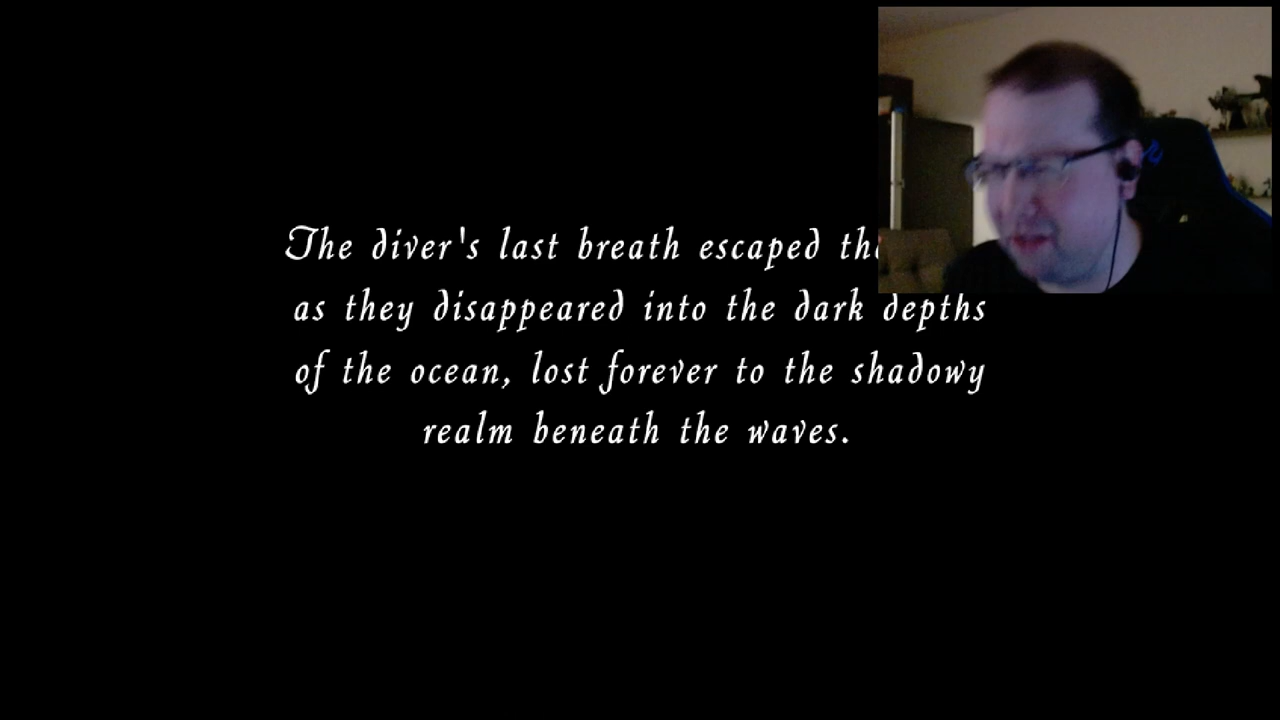 The diver's last breath escaped
as they disappeared into the dark depths
of the ocean, lost forever to the shadowy
realm beneath the waves.